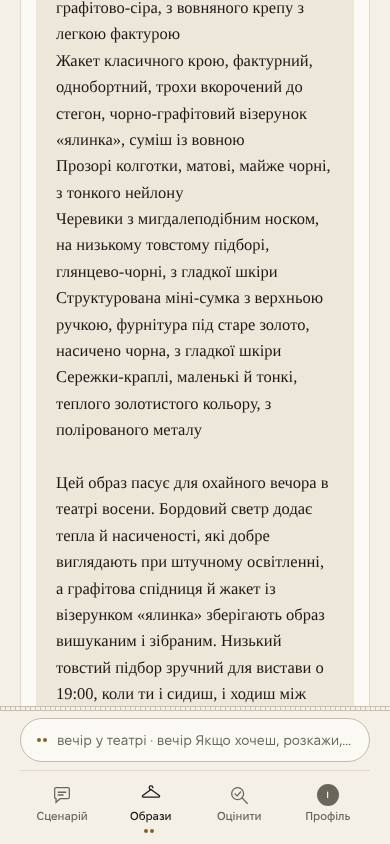 графітово-сіра, з вовняного крепу з
легкою фактурою
Жакет класичного крою, фактурний,
однобортний, трохи вкорочений до
стегон, чорно-графітовий візерунок
«ялинка», суміш із вовною
Прозорі колготки, матові, майже чорні,
з тонкого нейлону
Черевики з мигдалеподібним носком,
на низькому товстому підборі,
глянцево-чорні, з гладкої шкіри
Структурована міні-сумка з верхньою
ручкою, фурнітура під старе золото,
насичено чорна, з гладкої шкіри
Сережки-краплі, маленькі й тонкі,
теплого золотистого кольору, з
полірованого металу
Цей образ пасує для охайного вечора в
театрі восени. Бордовий светр додає
тепла й насиченості, які добре
виглядають при штучному освітленні,
а графітова спідниця й жакет із
візерунком «ялинка» зберігають образ
вишуканим і зібраним. Низький
товстий підбор зручний для вистави о
19:00, коли ти і сидиш, і ходиш між
вечір у театрі · вечір Якщо хочеш, розкажи,...
Сценарій
Образи
Оцінити
І
Профіль